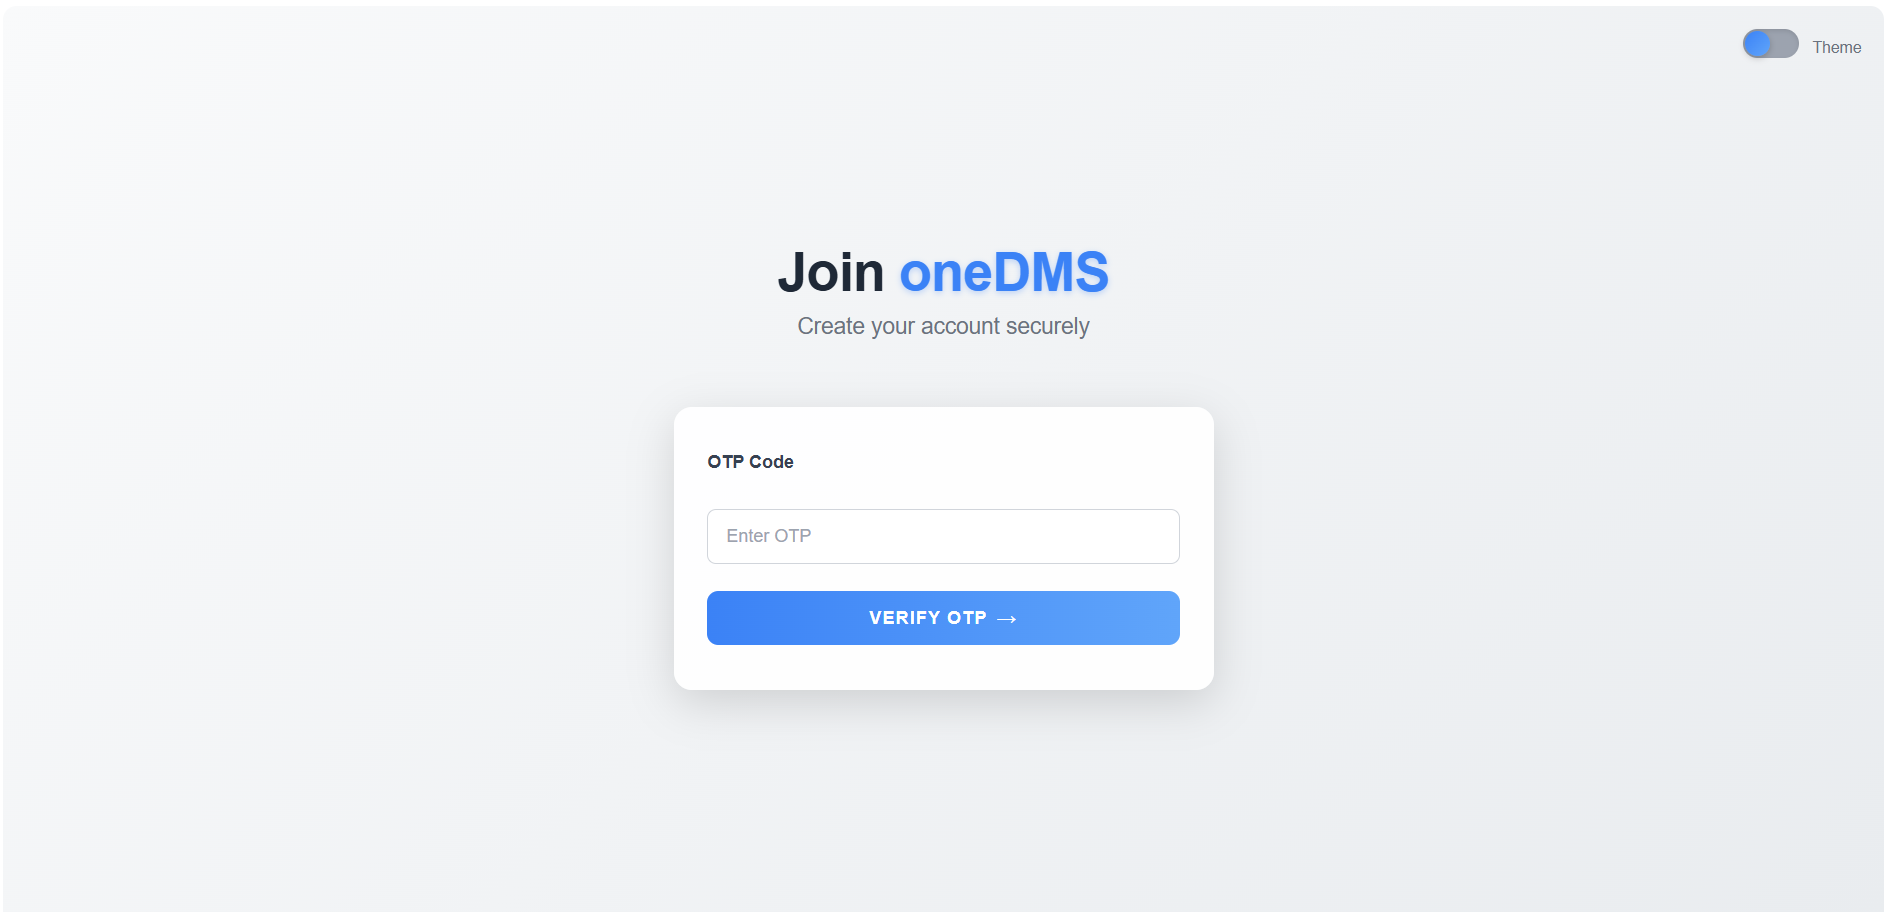 Theme
Join oneDMS
Create your account securely
OTP Code
Enter OTP
VERIFY OTP →